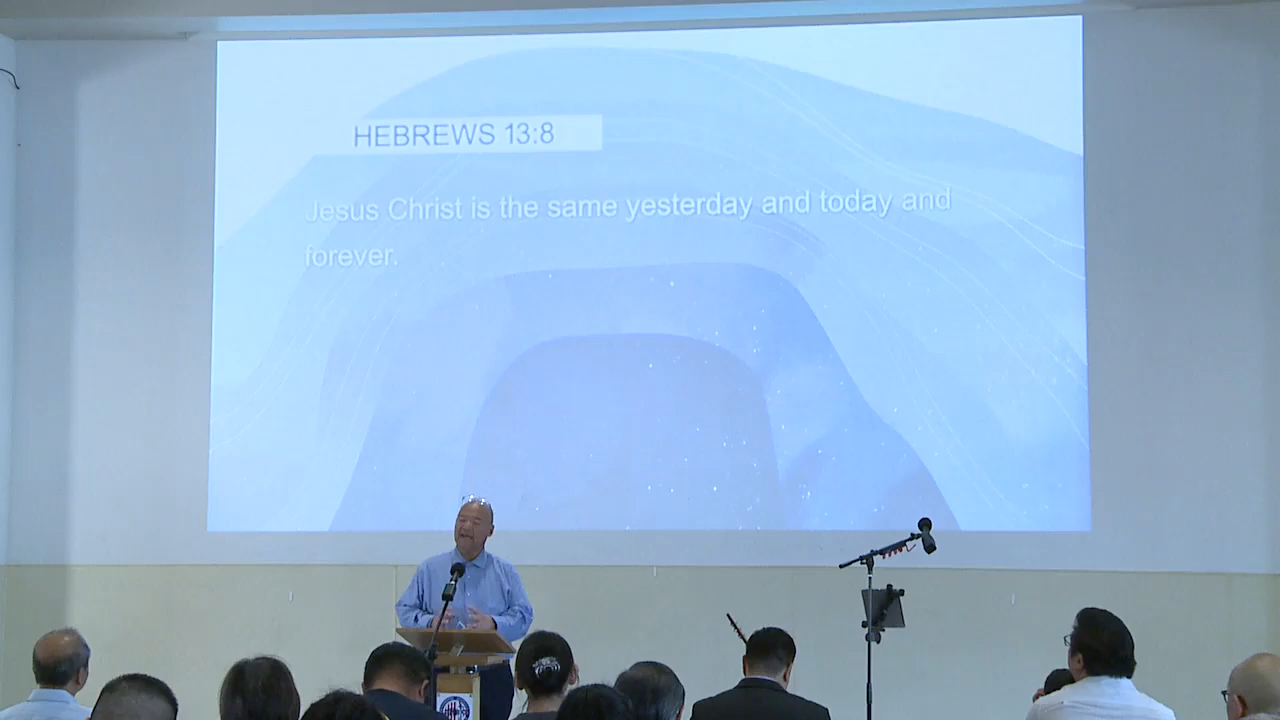 HEBREWS 13:8
Jesus Christ is the same yesterday and today and
forever.